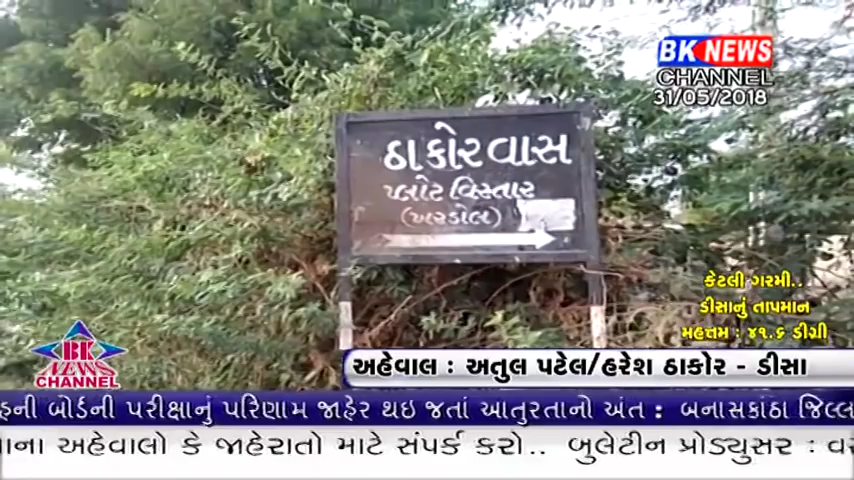 BK NEWS
CHANNEL
31/05/2018
ઠાકોરવાસ
પ્લોટ વિસ્તાર
(અરડોલ)
કેટલી ગરમી..
ડીસાનું તાપમાન
મહત્તમ : ૪૧.૬ ડીગ્રી
BK
NEWS
CHANNEL
અહેવાલ : અતુલ પટેલ/હરેશ ઠાકોર - ડીસા
બોર્ડની પરીક્ષાનું પરિણામ જાહેર થઇ જતાં આતુરતાનો અંત : બનાસકાંઠા
અહેવાલો કે જાહેરાતો માટે સંપર્ક કરો.. બુલેટીન પ્રોડ્યુસર :